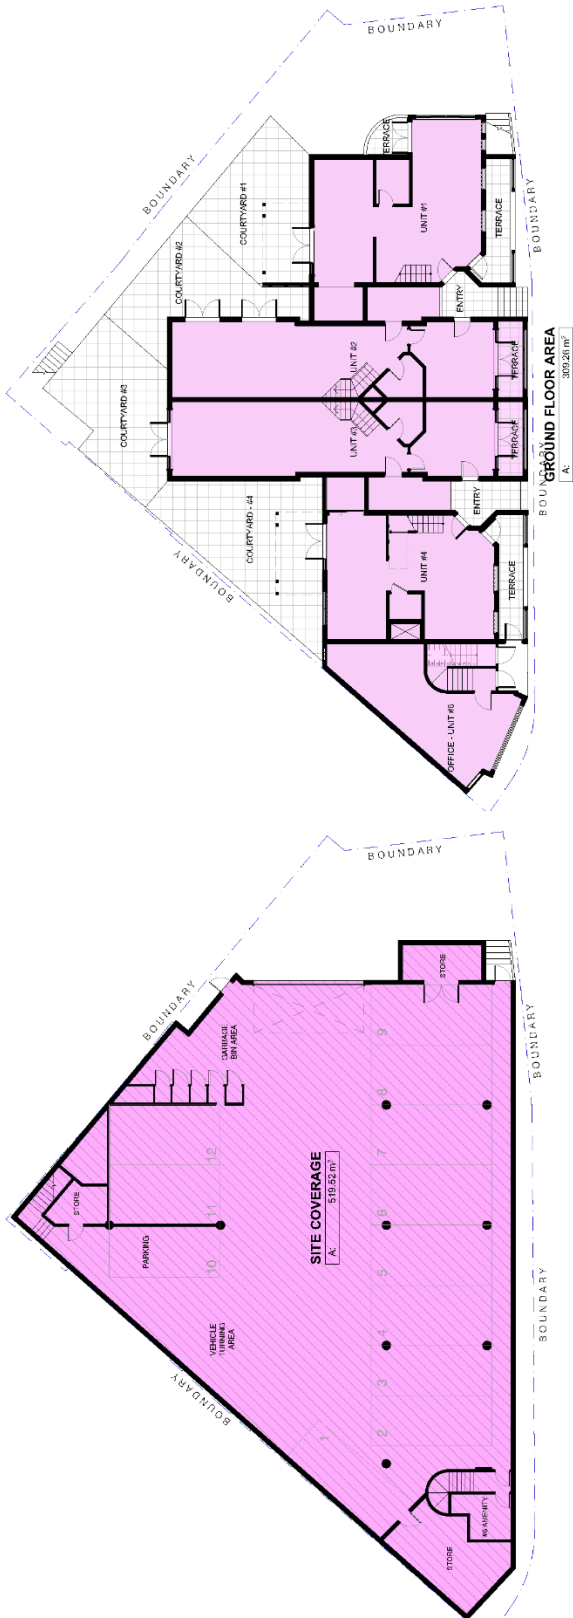 BOUNDARY
BOUNDARY
TERRACE
COURTYARD #1
UNIT #1
TERRACE
BOUNDARY
COURTYARD #2
ENTRY
UNIT #2
TERRACE
COURTYARD #3
UNIT #3
TERRACE
GROUND FLOOR AREA
A: 309.26 m²
BOUNDARY
COURTYARD - #4
ENTRY
UNIT #4
TERRACE
BOUNDARY
OFFICE - UNIT #6
BOUNDARY
BOUNDARY
STORE
GARBAGE
BIN AREA
BOUNDARY
9
8
7
6
5
4
3
2
1
12
11
10
STORE
PARKING
SITE COVERAGE
A: 519.52 m²
VEHICLE
TURNING
AREA
BOUNDARY
BOUNDARY
#6 AMENITY
STORE